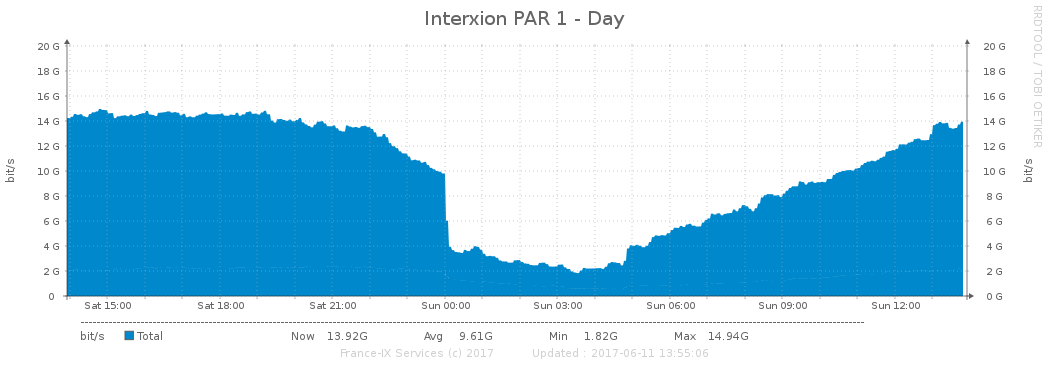 Interxion PAR 1 - Day
RRDTOOL / TOBI OETIKER
20 G 20 G
18 G 18 G
16 G 16 G
14 G 14 G
12 G 12 G
10 G 10 G
8 G 8 G
6 G 6 G
4 G 4 G
2 G 2 G
0 0 G
bit/s
bit/s
Sat 15:00 Sat 18:00 Sat 21:00 Sun 00:00 Sun 03:00 Sun 06:00 Sun 09:00 Sun 12:00
bit/s Total Now 13.92G Avg 9.61G Min 1.82G Max 14.94G
France-IX Services (c) 2017 Updated : 2017-06-11 13:55:06